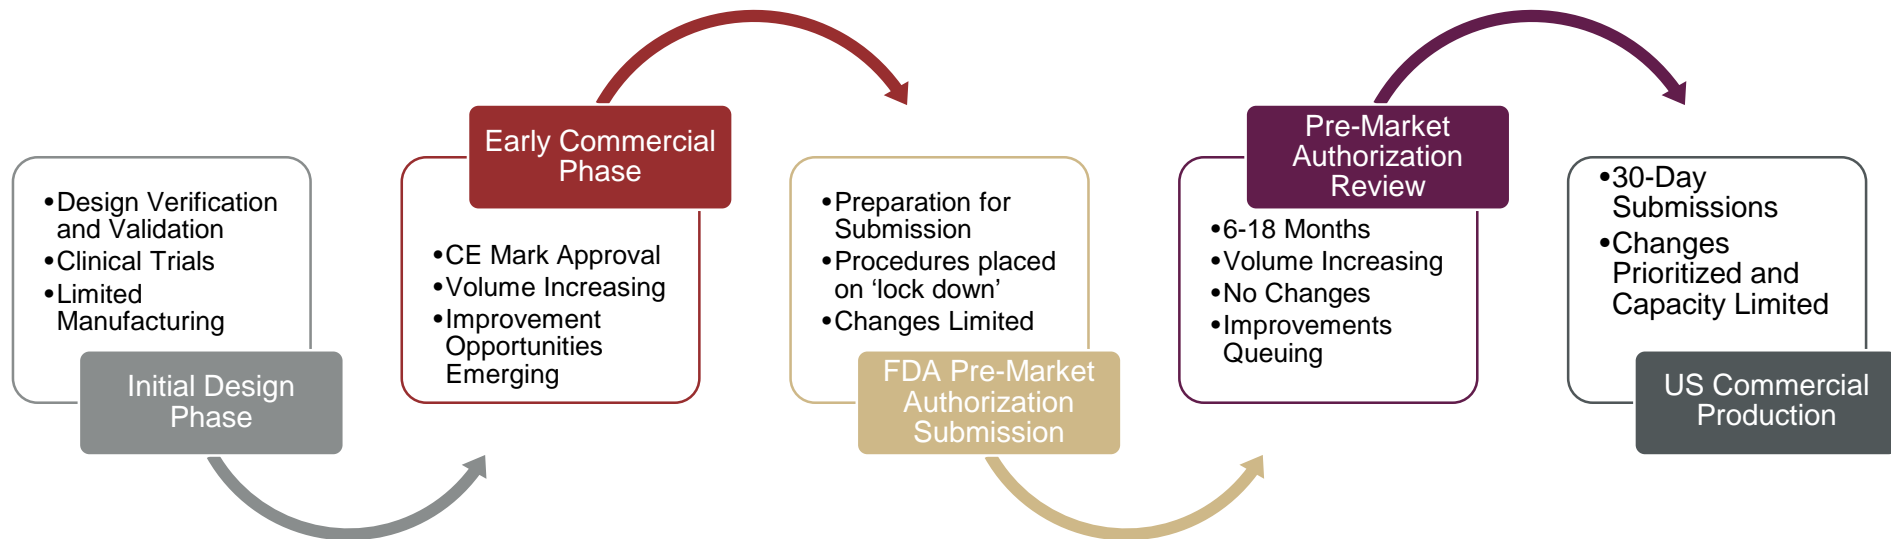 •Design Verification
and Validation
•Clinical Trials
•Limited
Manufacturing
Initial Design
Phase
Early Commercial
Phase
•CE Mark Approval
•Volume Increasing
•Improvement
Opportunities
Emerging
•Preparation for
Submission
•Procedures placed
on ‘lock down’
•Changes Limited
FDA Pre-Market
Authorization
Submission
Pre-Market
Authorization
Review
•6-18 Months
•Volume Increasing
•No Changes
•Improvements
Queuing
•30-Day
Submissions
•Changes
Prioritized and
Capacity Limited
US Commercial
Production